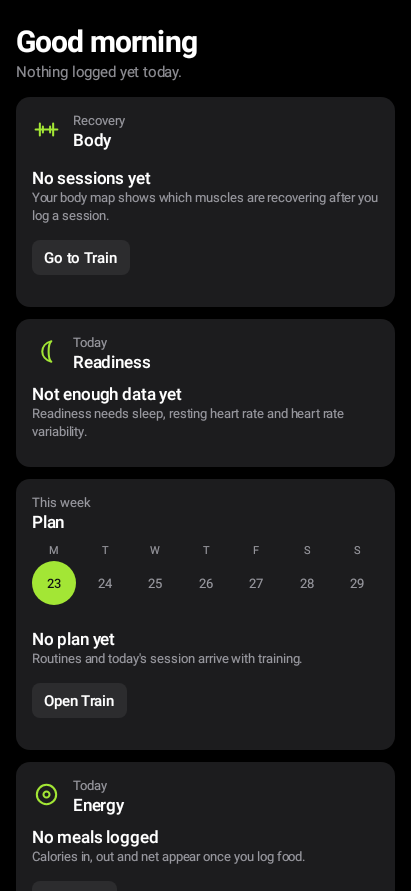 Good morning
Nothing logged yet today.
Recovery
Body
No sessions yet
Your body map shows which muscles are recovering after you
log a session.
Go to Train
Today
Readiness
Not enough data yet
Readiness needs sleep, resting heart rate and heart rate
variability.
This week
Plan
M T W T F S S
23 24 25 26 27 28 29
No plan yet
Routines and today's session arrive with training.
Open Train
Today
Energy
No meals logged
Calories in, out and net appear once you log food.